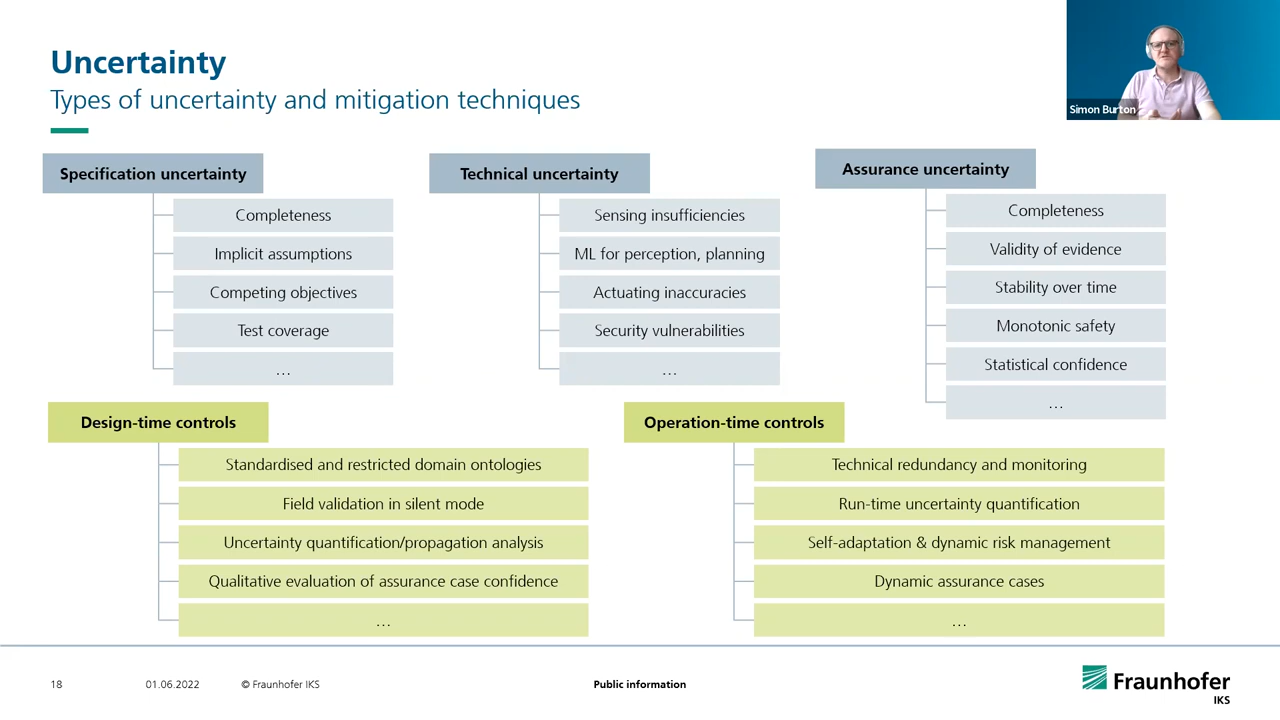 Uncertainty
Types of uncertainty and mitigation techniques
Simon Burton
Specification uncertainty
Completeness
Implicit assumptions
Competing objectives
Test coverage
...
Technical uncertainty
Sensing insufficiencies
ML for perception, planning
Actuating inaccuracies
Security vulnerabilities
...
Assurance uncertainty
Completeness
Validity of evidence
Stability over time
Monotonic safety
Statistical confidence
...
Design-time controls
Standardised and restricted domain ontologies
Field validation in silent mode
Uncertainty quantification/propagation analysis
Qualitative evaluation of assurance case confidence
...
Operation-time controls
Technical redundancy and monitoring
Run-time uncertainty quantification
Self-adaptation & dynamic risk management
Dynamic assurance cases
...
18 01.06.2022 © Fraunhofer IKS Public information
Fraunhofer
IKS